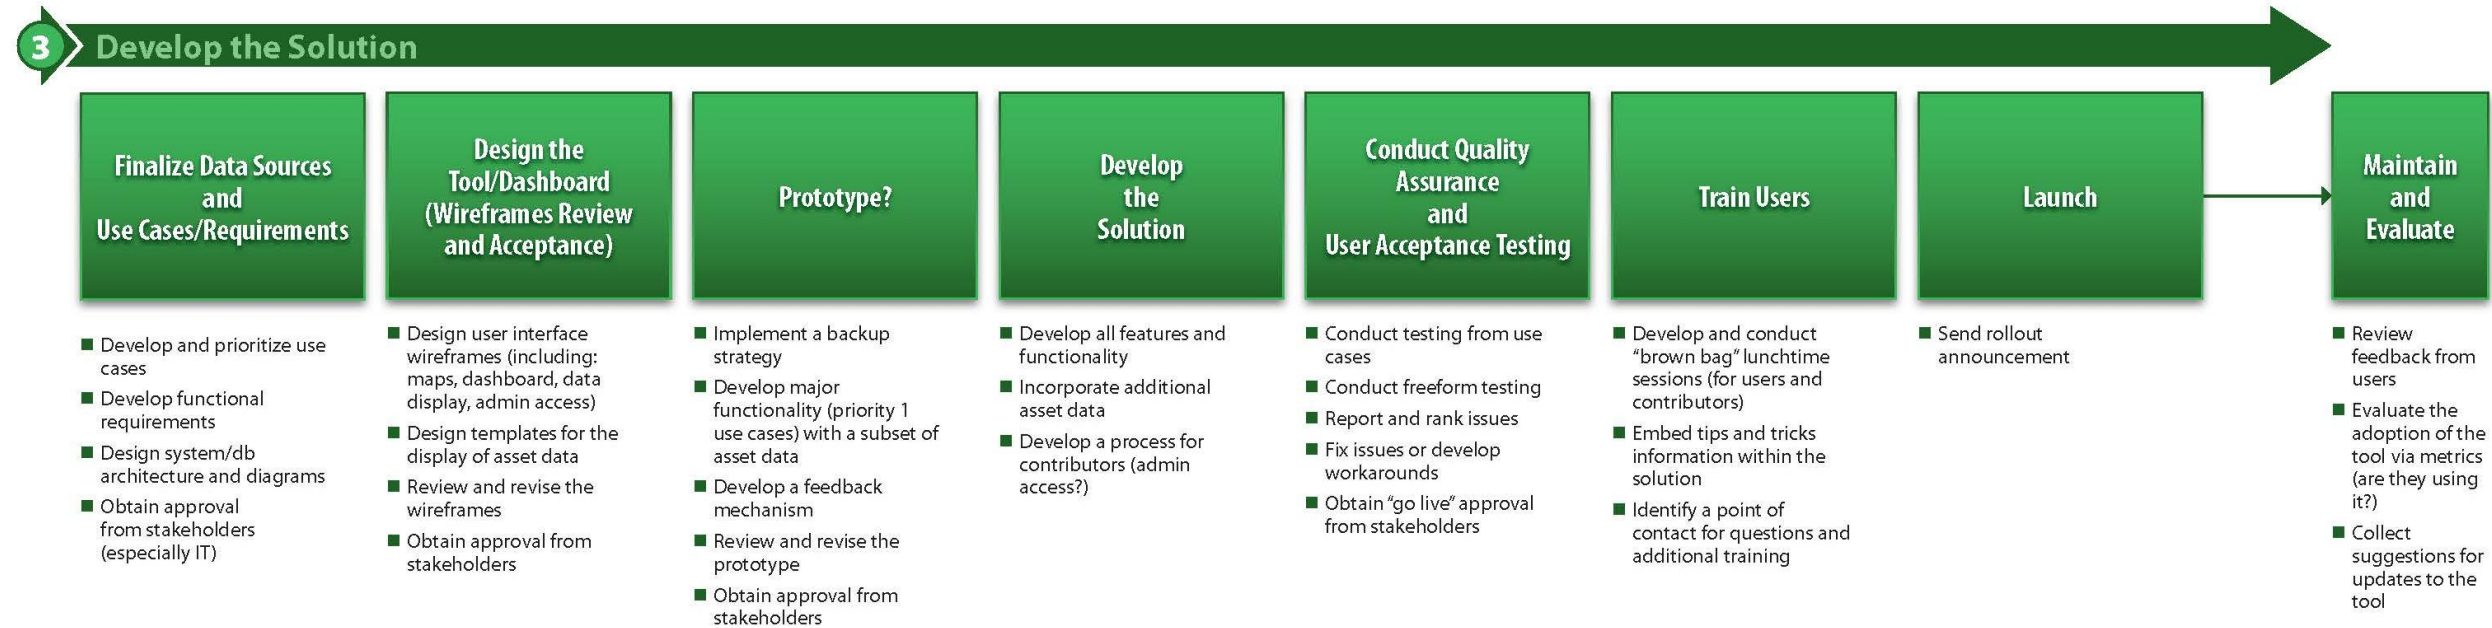 3 Develop the Solution
Finalize Data Sources
and
Use Cases/Requirements
■ Develop and prioritize use
cases
■ Develop functional
requirements
■ Design system/db
architecture and diagrams
■ Obtain approval
from stakeholders
(especially IT)
Design the
Tool/Dashboard
(Wireframes Review
and Acceptance)
■ Design user interface
wireframes (including:
maps, dashboard, data
display, admin access)
■ Design templates for the
display of asset data
■ Review and revise the
wireframes
■ Obtain approval from
stakeholders
Prototype?
■ Implement a backup
strategy
■ Develop major
functionality (priority 1
use cases) with a subset of
asset data
■ Develop a feedback
mechanism
■ Review and revise the
prototype
■ Obtain approval from
stakeholders
Develop
the
Solution
■ Develop all features and
functionality
■ Incorporate additional
asset data
■ Develop a process for
contributors (admin
access?)
Conduct Quality
Assurance
and
User Acceptance Testing
■ Conduct testing from use
cases
■ Conduct freeform testing
■ Report and rank issues
■ Fix issues or develop
workarounds
■ Obtain “go live” approval
from stakeholders
Train Users
■ Develop and conduct
“brown bag” lunchtime
sessions (for users and
contributors)
■ Embed tips and tricks
information within the
solution
■ Identify a point of
contact for questions and
additional training
Launch
■ Send rollout
announcement
Maintain
and
Evaluate
■ Review
feedback from
users
■ Evaluate the
adoption of the
tool via metrics
(are they using
it?)
■ Collect
suggestions for
updates to the
tool